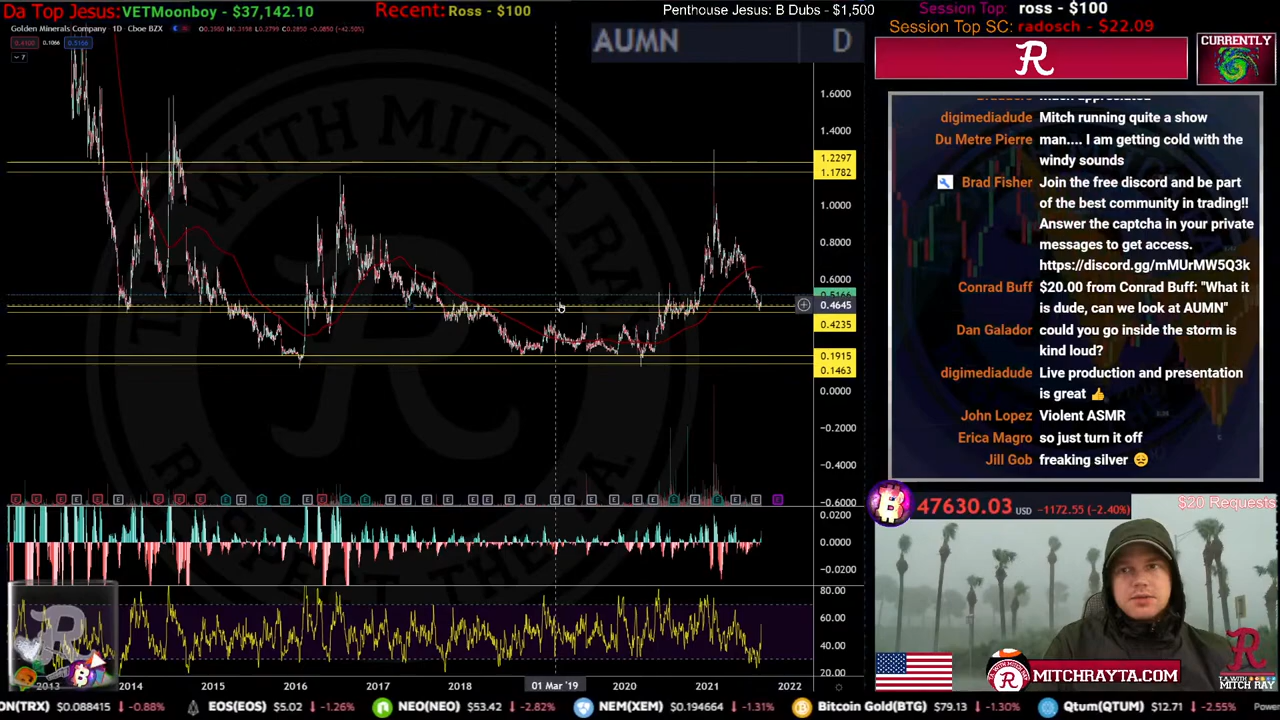 Da Top Jesus: VETMoonboy - $37,142.10
Recent: Ross - $100
Penthouse Jesus: B Dubs - $1,500
Session Top: ross - $100
Session Top SC: radosch - $22.09
Golden Minerals Company 1D Cboe BZX
AUMN D
R
CURRENTLY
7
1.6000
1.4000
1.2297
1.1782
1.0000
0.8000
0.6000
0.4645
0.4235
0.1915
0.1463
0.0000
−0.2000
−0.4000
−0.6000
0.0200
0.0000
−0.0200
80.00
60.00
40.00
20.00
2013 2014 2015 2016 2017 2018 01 Mar '19 2020 2021 2022
digimediadude Mitch running quite a show
Du Metre Pierre man.... I am getting cold with the
windy sounds
Brad Fisher Join the free discord and be part
of the best community in trading!!
Answer the captcha in your private
messages to get access.
https://discord.gg/mMUrMW5Q3k
Conrad Buff $20.00 from Conrad Buff: "What it
is dude, can we look at AUMN"
Dan Galador could you go inside the storm is
kind loud?
digimediadude Live production and presentation
is great 👍
John Lopez Violent ASMR
Erica Magro so just turn it off
Jill Gob freaking silver 😔
47630.03 USD −1172.55 (−2.40%)
$20 Requests
MITCHRAYTA.COM
TA WITH
MITCH RAY
ON(TRX) $0.088415 -0.88% EOS(EOS) $5.02 -1.26% NEO(NEO) $53.42 -2.82% NEM(XEM) $0.194664 -1.31% Bitcoin Gold(BTG) $79.13 -1.30% Qtum(QTUM) $12.71 -2.55% Powe